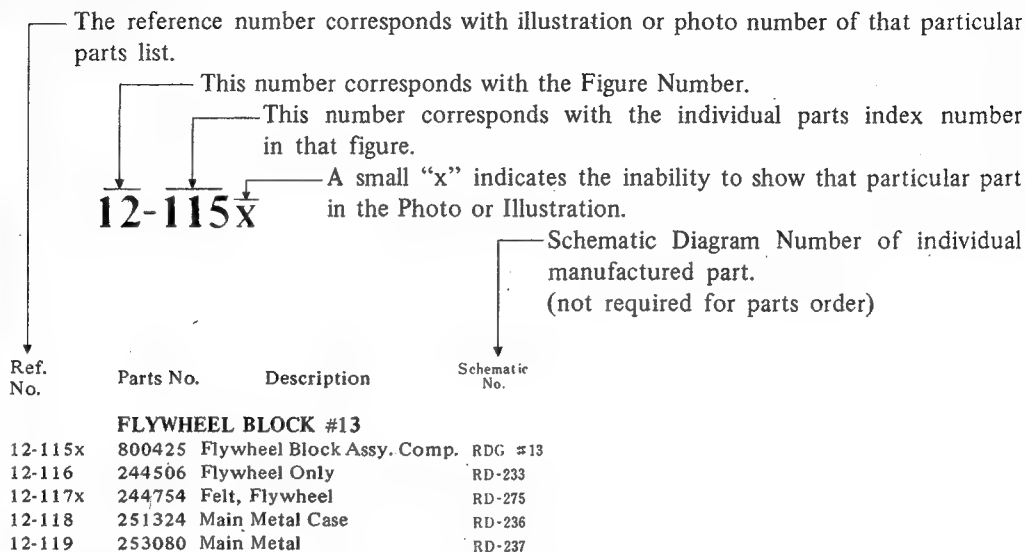 The reference number corresponds with illustration or photo number of that particular
parts list.
This number corresponds with the Figure Number.
This number corresponds with the individual parts index number
in that figure.
A small “x” indicates the inability to show that particular part
in the Photo or Illustration.
12-115x
Schematic Diagram Number of individual
manufactured part.
(not required for parts order)
Ref. No. Parts No. Description Schematic No.
FLYWHEEL BLOCK #13
12-115x 800425 Flywheel Block Assy. Comp. RDG #13
12-116 244506 Flywheel Only RD-233
12-117x 244754 Felt, Flywheel RD-275
12-118 251324 Main Metal Case RD-236
12-119 253080 Main Metal RD-237